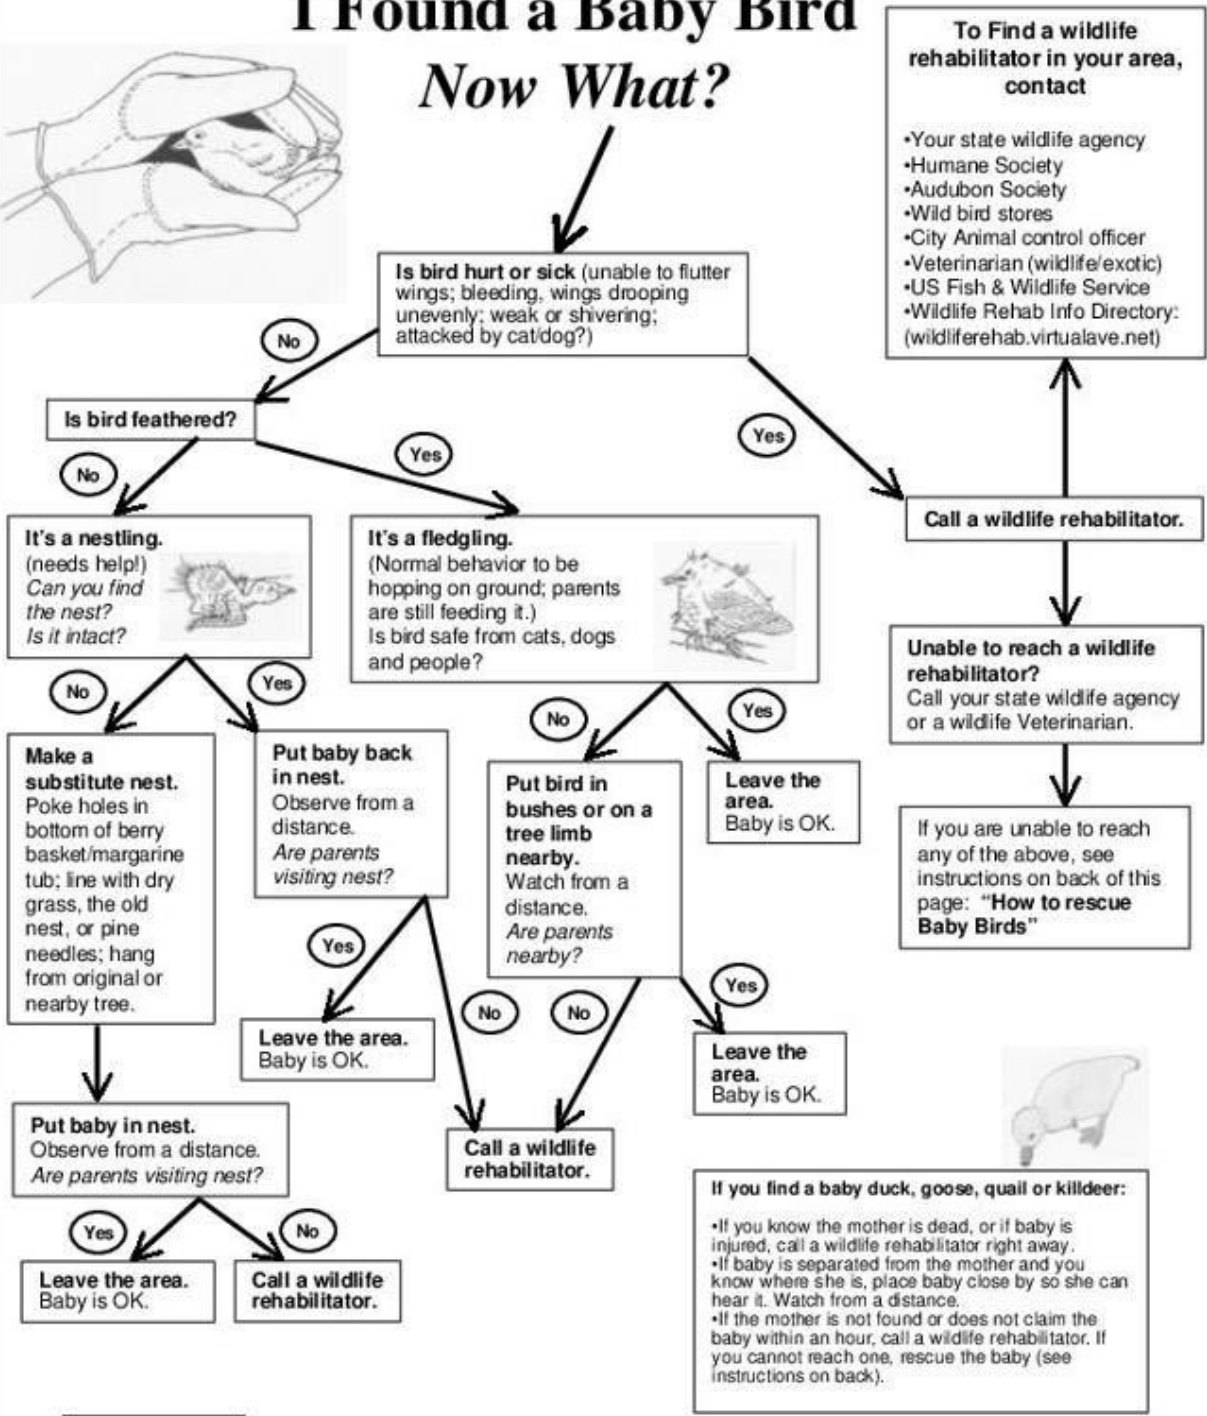 I Found a Baby Bird
Now What?
To Find a wildlife
rehabilitator in your area,
contact
•Your state wildlife agency
•Humane Society
•Audubon Society
•Wild bird stores
•City Animal control officer
•Veterinarian (wildlife/exotic)
•US Fish & Wildlife Service
•Wildlife Rehab Info Directory:
(wildliferehab.virtualave.net)
Is bird hurt or sick (unable to flutter
wings; bleeding, wings drooping
unevenly; weak or shivering;
attacked by cat/dog?)
No
Yes
Is bird feathered?
No
Yes
Call a wildlife rehabilitator.
It's a nestling.
(needs help!)
Can you find
the nest?
Is it intact?
It's a fledgling.
(Normal behavior to be
hopping on ground; parents
are still feeding it.)
Is bird safe from cats, dogs
and people?
Unable to reach a wildlife
rehabilitator?
Call your state wildlife agency
or a wildlife Veterinarian.
No
Yes
No
Yes
Make a
substitute nest.
Poke holes in
bottom of berry
basket/margarine
tub; line with dry
grass, the old
nest, or pine
needles; hang
from original or
nearby tree.
Put baby back
in nest.
Observe from a
distance.
Are parents
visiting nest?
Put bird in
bushes or on a
tree limb
nearby.
Watch from a
distance.
Are parents
nearby?
Leave the
area.
Baby is OK.
If you are unable to reach
any of the above, see
instructions on back of this
page: “How to rescue
Baby Birds”
Yes
No
No
Yes
Leave the area.
Baby is OK.
Leave the
area.
Baby is OK.
Call a wildlife
rehabilitator.
Put baby in nest.
Observe from a distance.
Are parents visiting nest?
Yes
No
Leave the area.
Baby is OK.
Call a wildlife
rehabilitator.
If you find a baby duck, goose, quail or killdeer:
•If you know the mother is dead, or if baby is
injured, call a wildlife rehabilitator right away.
•If baby is separated from the mother and you
know where she is, place baby close by so she can
hear it. Watch from a distance.
•If the mother is not found or does not claim the
baby within an hour, call a wildlife rehabilitator. If
you cannot reach one, rescue the baby (see
instructions on back).